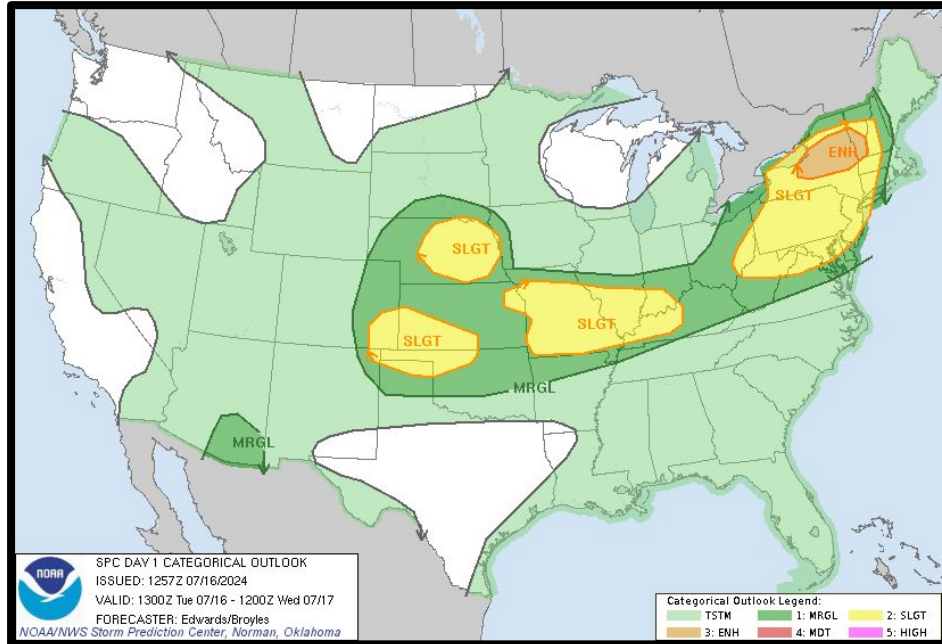 ENH
SLGT
SLGT
SLGT
SLGT
MRGL
MRGL
NOAA
SPC DAY 1 CATEGORICAL OUTLOOK
ISSUED: 1257Z 07/16/2024
VALID: 1300Z Tue 07/16 - 1200Z Wed 07/17
FORECASTER: Edwards/Broyles
NOAA/NWS Storm Prediction Center, Norman, Oklahoma
Categorical Outlook Legend:
TSTM 1: MRGL 2: SLGT
3: ENH 4: MDT 5: HIGH